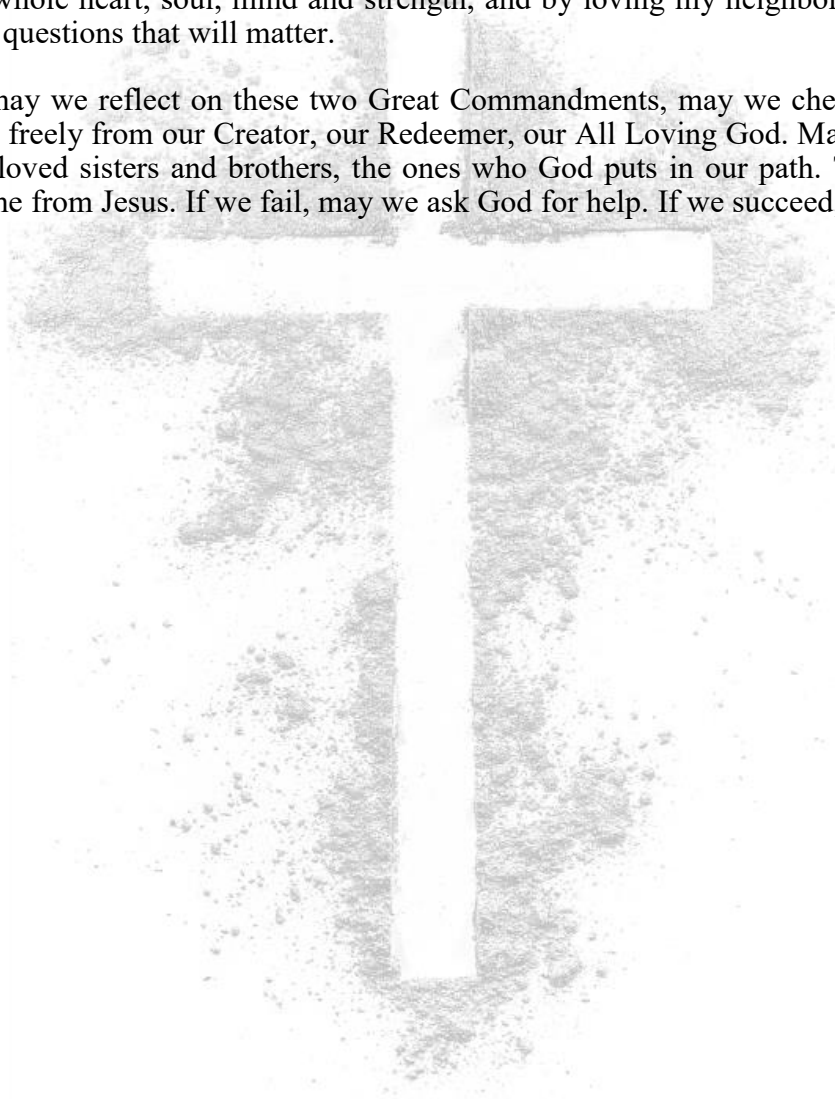 whole heart, soul, mind and strength, and by loving my neighbor
questions that will matter.
may we reflect on these two Great Commandments, may we che
freely from our Creator, our Redeemer, our All Loving God. Ma
loved sisters and brothers, the ones who God puts in our path.
ne from Jesus. If we fail, may we ask God for help. If we succeed